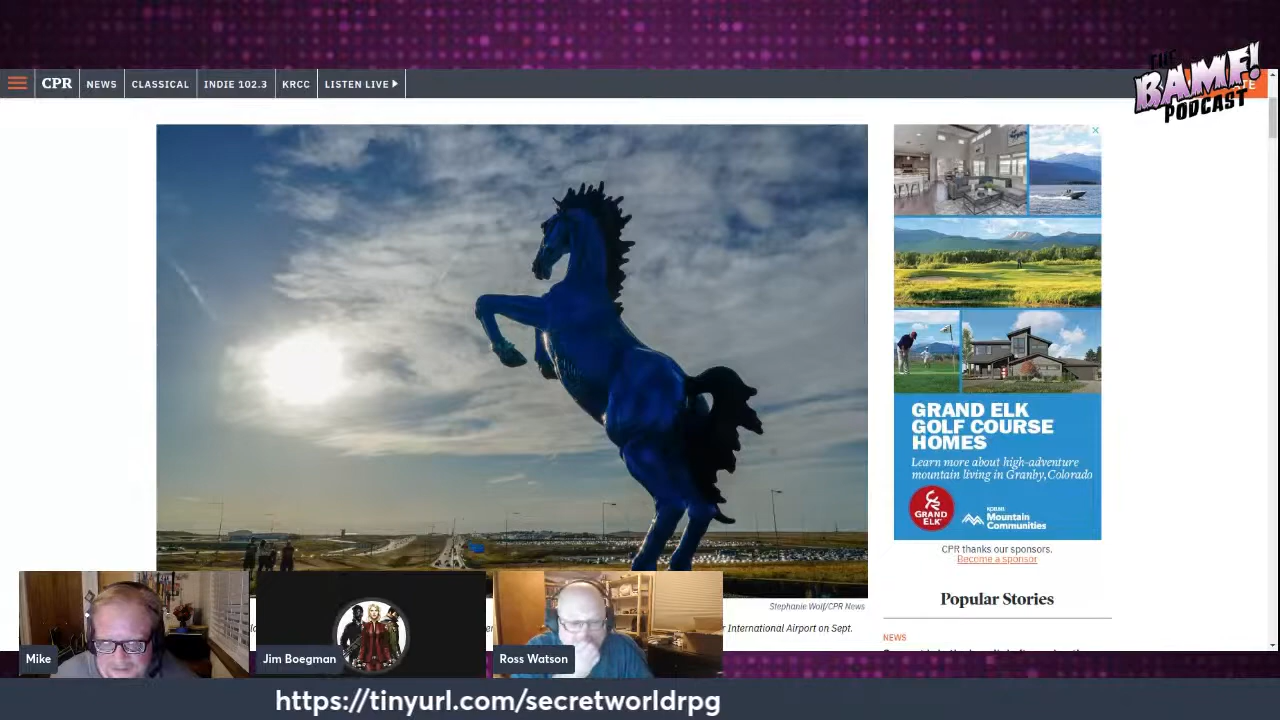 THE
BAMF!
PODCAST
CPR
NEWS
CLASSICAL
INDIE 102.3
KRCC
LISTEN LIVE
GRAND ELK
GOLF COURSE
HOMES
Learn more about high-adventure
mountain living in Granby, Colorado
GRAND
ELK
Mountain
Communities
CPR thanks our sponsors.
Become a sponsor
Popular Stories
NEWS
Stephanie Wolf/CPR News
International Airport on Sept.
Mike
Jim Boegman
Ross Watson
https://tinyurl.com/secretworldrpg